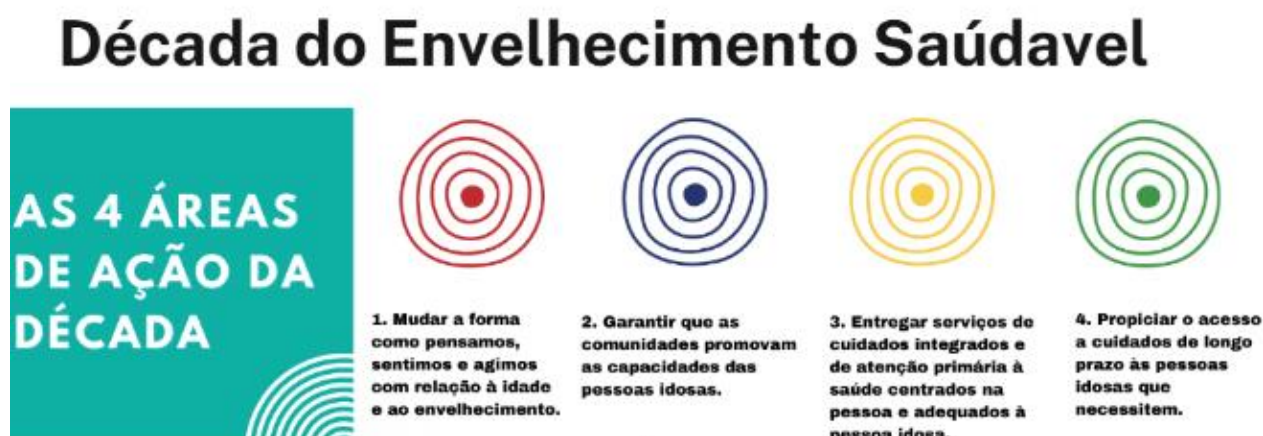 Década do Envelhecimento Saúdavel
AS 4 ÁREAS
DE AÇÃO DA
DÉCADA
1. Mudar a forma
como pensamos,
sentimos e agimos
com relação à idade
e ao envelhecimento.
2. Garantir que as
comunidades promovam
as capacidades das
pessoas idosas.
3. Entregar serviços de
cuidados integrados e
de atenção primária à
saúde centrados na
pessoa e adequados à
pessoa idosa.
4. Propiciar o acesso
a cuidados de longo
prazo às pessoas
idosas que
necessitem.